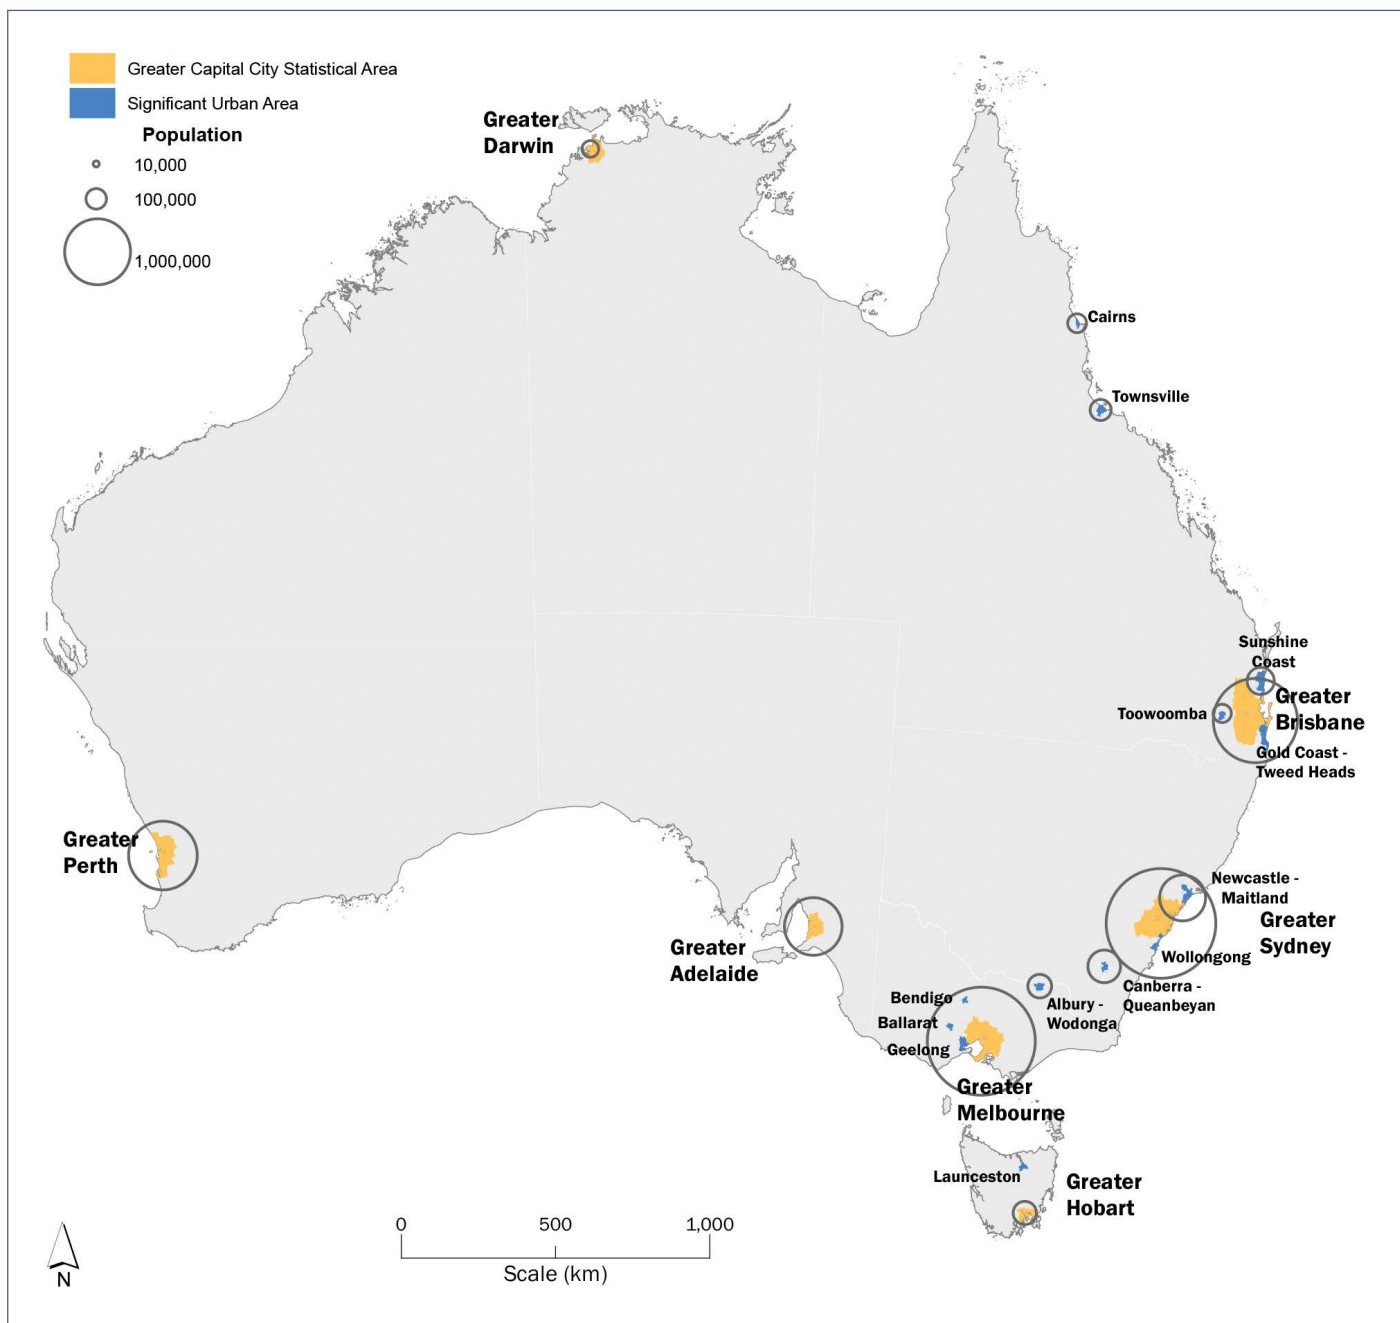 Greater Capital City Statistical Area
Significant Urban Area
Population
10,000
100,000
1,000,000
Greater
Darwin
Cairns
Townsville
Sunshine
Coast
Greater
Brisbane
Toowoomba
Gold Coast -
Tweed Heads
Greater
Perth
Newcastle -
Maitland
Greater
Sydney
Wollongong
Greater
Adelaide
Canberra -
Queanbeyan
Albury -
Wodonga
Bendigo
Ballarat
Geelong
Greater
Melbourne
Launceston
Greater
Hobart
0 500 1,000
Scale (km)
N